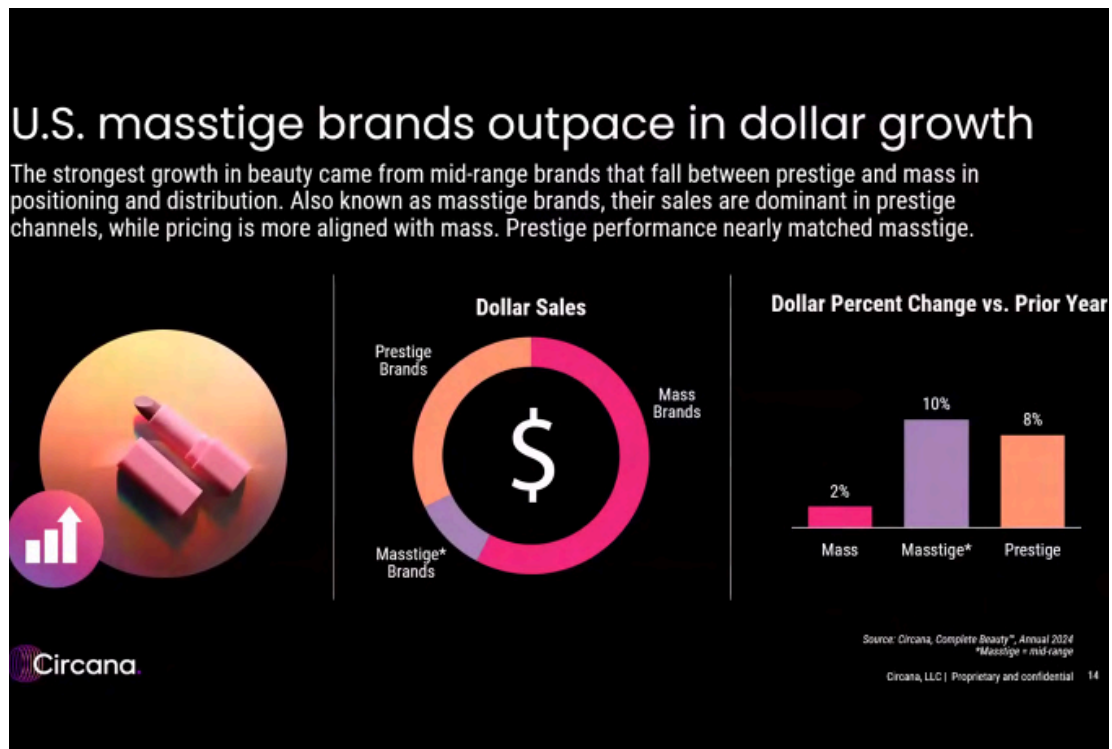 U.S. masstige brands outpace in dollar growth
The strongest growth in beauty came from mid-range brands that fall between prestige and mass in
positioning and distribution. Also known as masstige brands, their sales are dominant in prestige
channels, while pricing is more aligned with mass. Prestige performance nearly matched masstige.
Dollar Sales
Prestige
Brands
Mass
Brands
$
Masstige*
Brands
Dollar Percent Change vs. Prior Year
10%
8%
2%
Mass
Masstige*
Prestige
Source: Circana, Complete Beauty™, Annual 2024
*Masstige = mid-range
Circana.
Circana, LLC | Proprietary and confidential 14